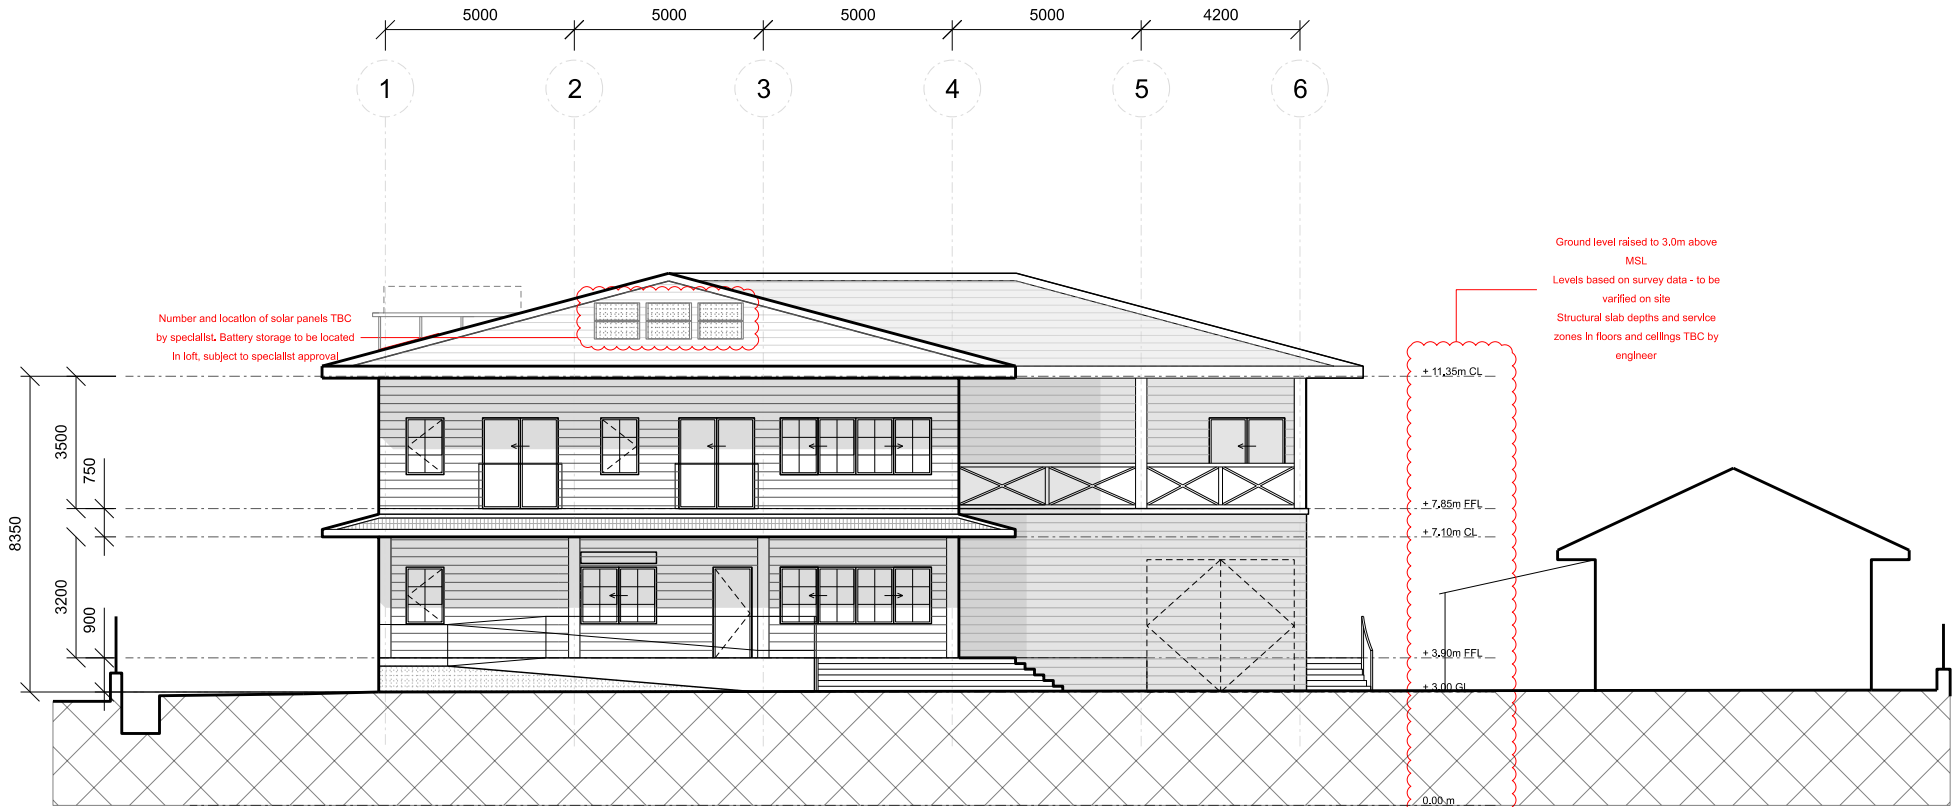 5000 5000 5000 5000 4200
1 2 3 4 5 6
Ground level raised to 3.0m above
MSL
Levels based on survey data - to be
varified on site
Structural slab depths and service
zones in floors and ceilings TBC by
engineer
Number and location of solar panels TBC
by specialist. Battery storage to be located
in loft, subject to specialist approval
+ 11.35m CL
3500
750
+ 7.85m FFL
8350
+ 7.10m CL
3200
900
+ 3.90m FFL
+ 3.00 GL
0.00 m